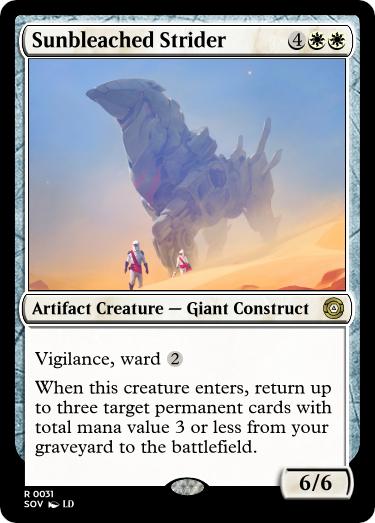 Sunbleached Strider 4
Artifact Creature — Giant Construct
Vigilance, ward 2
When this creature enters, return up
to three target permanent cards with
total mana value 3 or less from your
graveyard to the battlefield.
6/6
R 0031
SOV LD